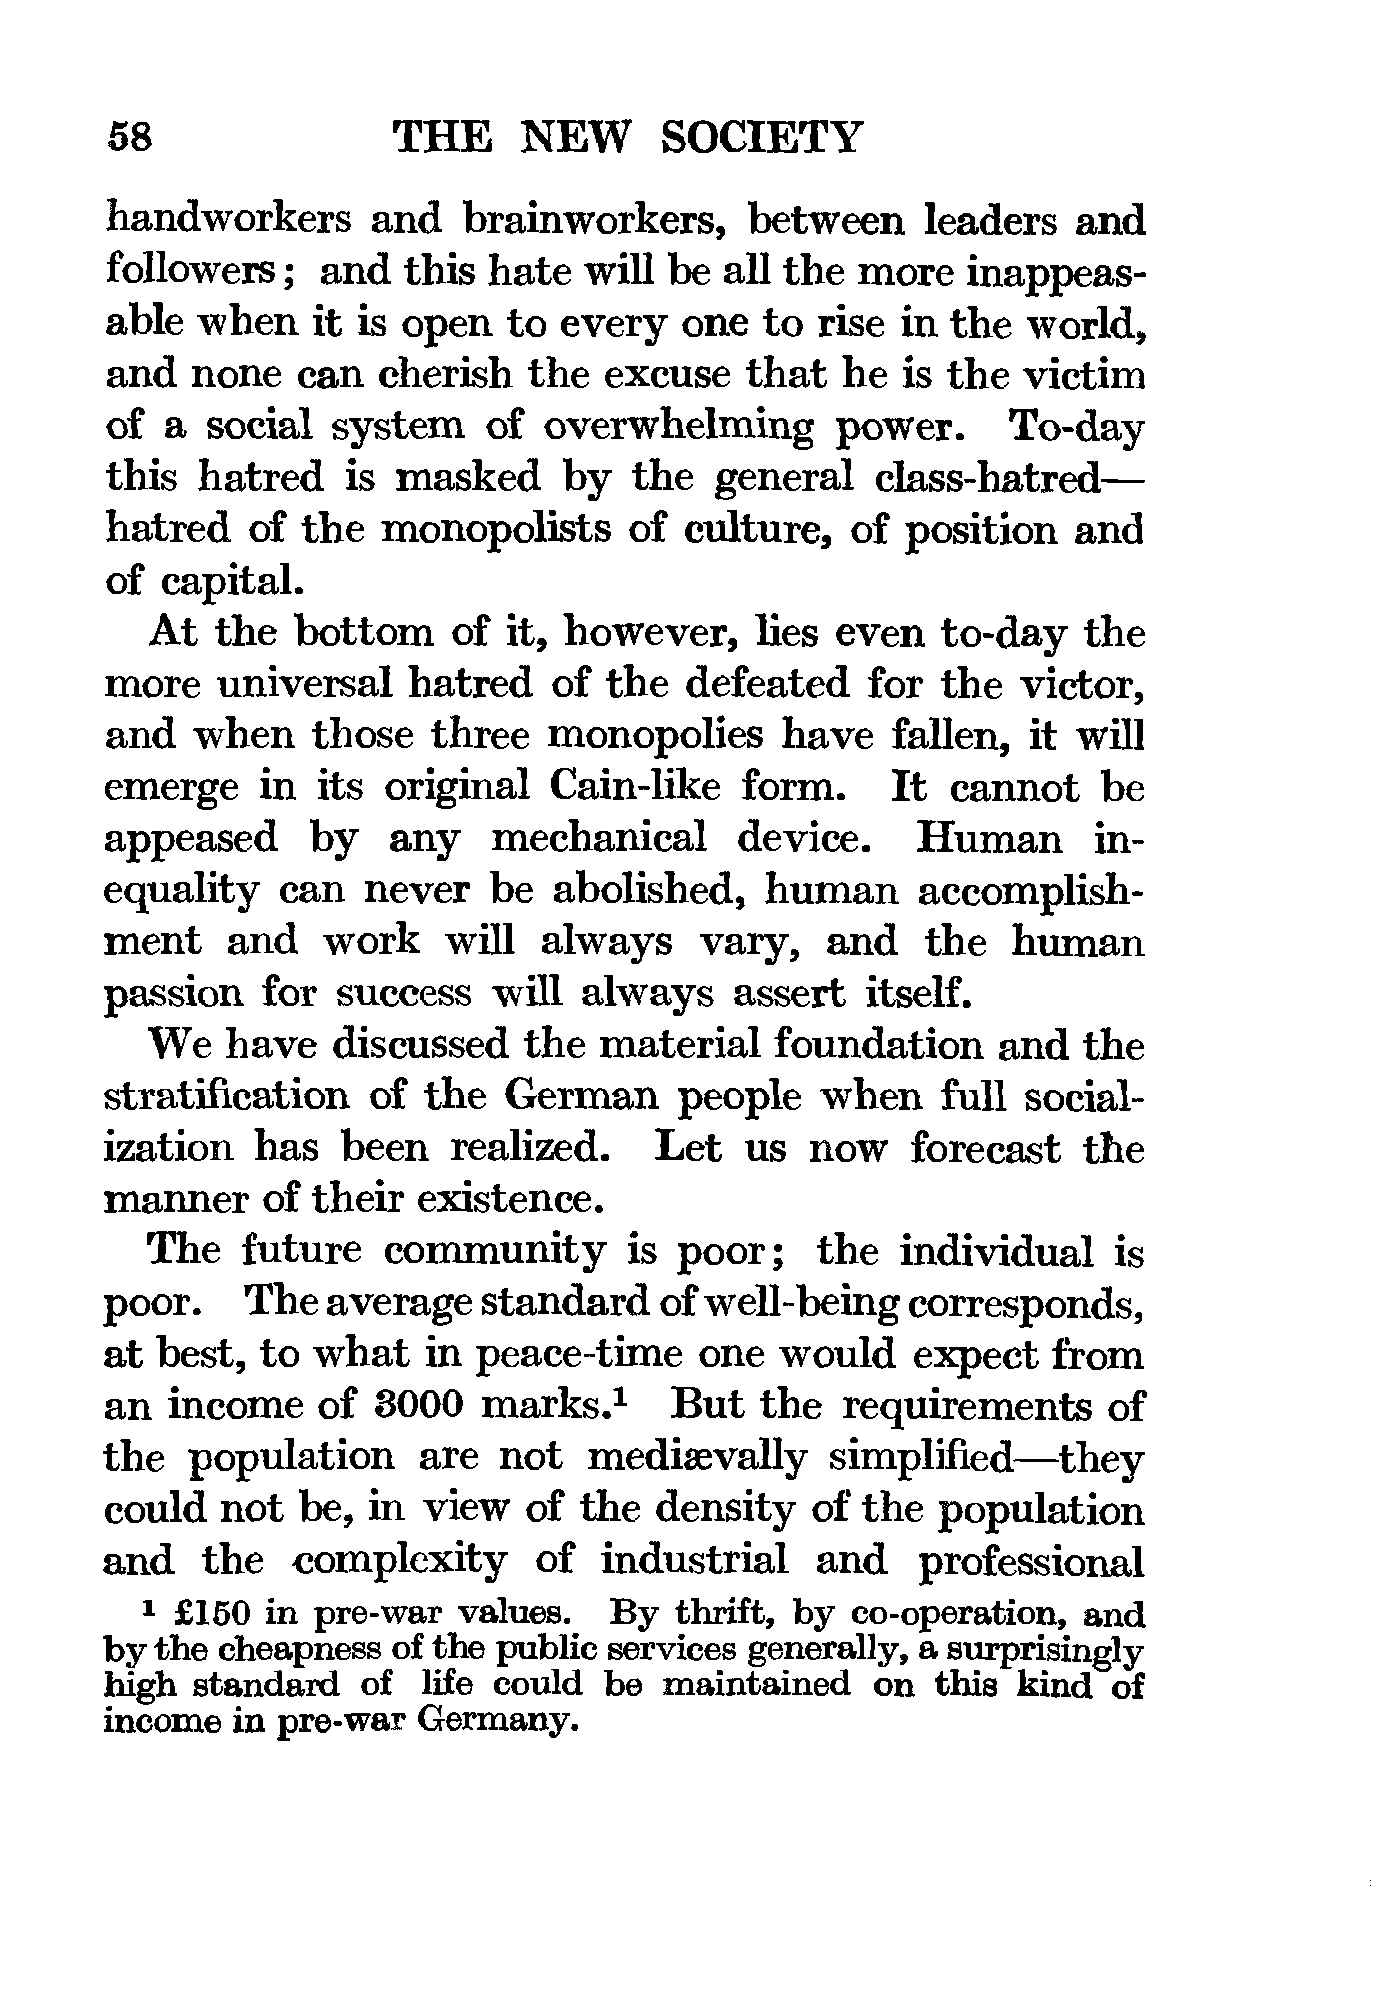 58 THE NEW SOCIETY
handworkers and brainworkers, between leaders and
followers; and this hate will be all the more inappeas-
able when it is open to every one to rise in the world,
and none can cherish the excuse that he is the victim
of a social system of overwhelming power. To-day
this hatred is masked by the general class-hatred—
hatred of the monopolists of culture, of position and
of capital.
At the bottom of it, however, lies even to-day the
more universal hatred of the defeated for the victor,
and when those three monopolies have fallen, it will
emerge in its original Cain-like form. It cannot be
appeased by any mechanical device. Human in-
equality can never be abolished, human accomplish-
ment and work will always vary, and the human
passion for success will always assert itself.
We have discussed the material foundation and the
stratification of the German people when full social-
ization has been realized. Let us now forecast the
manner of their existence.
The future community is poor; the individual is
poor. The average standard of well-being corresponds,
at best, to what in peace-time one would expect from
an income of 3000 marks.¹ But the requirements of
the population are not mediævally simplified—they
could not be, in view of the density of the population
and the complexity of industrial and professional
¹ £150 in pre-war values. By thrift, by co-operation, and
by the cheapness of the public services generally, a surprisingly
high standard of life could be maintained on this kind of
income in pre-war Germany.